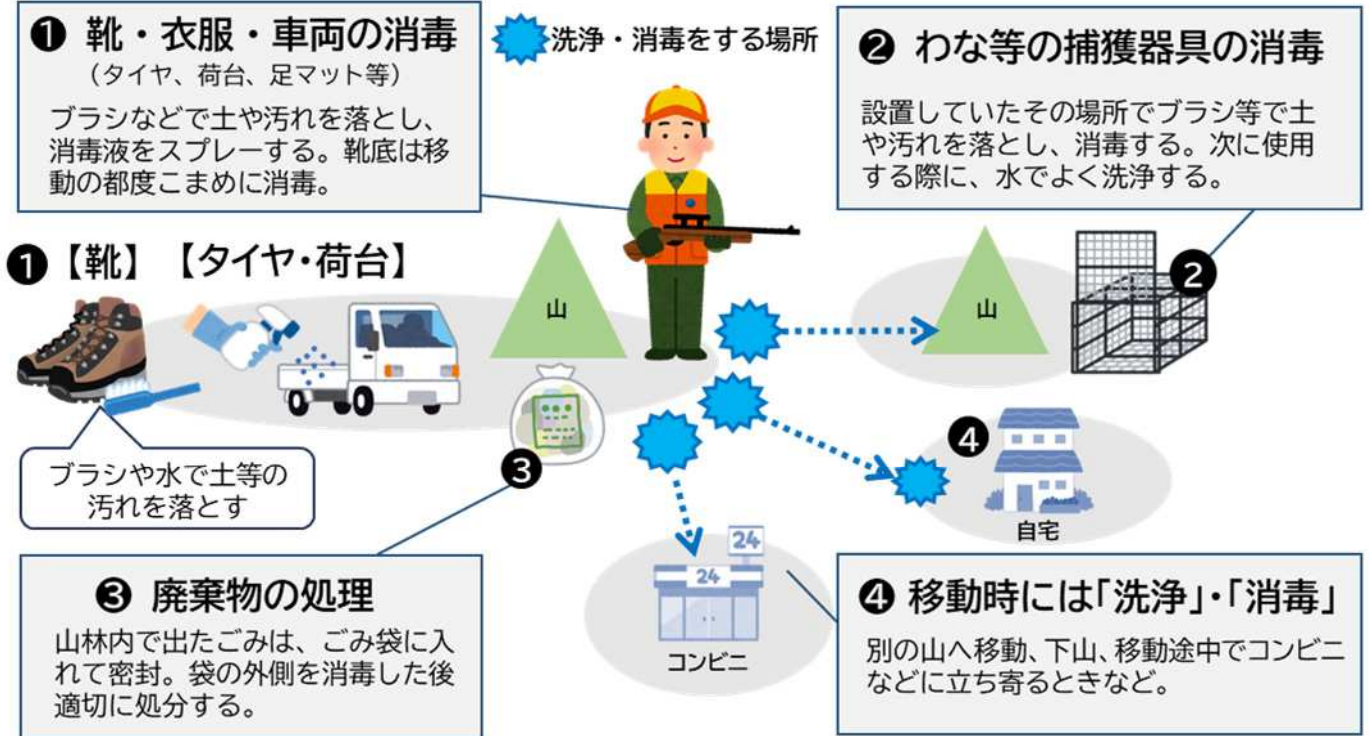 ❶ 靴・衣服・車両の消毒
（タイヤ、荷台、足マット等）
ブラシなどで土や汚れを落とし、
消毒液をスプレーする。靴底は移
動の都度こまめに消毒。
洗浄・消毒をする場所
❷ わな等の捕獲器具の消毒
設置していたその場所でブラシ等で土
や汚れを落とし、消毒する。次に使用
する際に、水でよく洗浄する。
❶【靴】【タイヤ・荷台】
山
山
❷
ブラシや水で土等の
汚れを落とす
❸
❹
自宅
24
24
コンビニ
❸ 廃棄物の処理
山林内で出たごみは、ごみ袋に入
れて密封。袋の外側を消毒した後
適切に処分する。
❹ 移動時には「洗浄」・「消毒」
別の山へ移動、下山、移動途中でコンビニ
などに立ち寄るときなど。